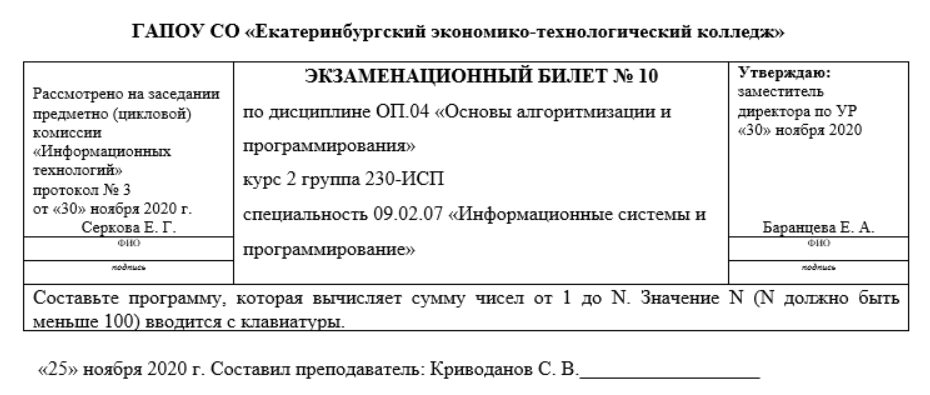 ГАПОУ СО «Екатеринбургский экономико-технологический колледж»
Рассмотрено на заседании
предметно (цикловой)
комиссии
«Информационных
технологий»
протокол № 3
от «30» ноября 2020 г.
Серкова Е. Г.
ФИО
подпись
ЭКЗАМЕНАЦИОННЫЙ БИЛЕТ № 10
по дисциплине ОП.04 «Основы алгоритмизации и
программирования»
курс 2 группа 230-ИСП
специальность 09.02.07 «Информационные системы и
программирование»
Утверждаю:
заместитель
директора по УР
«30» ноября 2020
Баранцева Е. А.
ФИО
подпись
Составьте программу, которая вычисляет сумму чисел от 1 до N. Значение N (N должно быть
меньше 100) вводится с клавиатуры.
«25» ноября 2020 г. Составил преподаватель: Криводанов С. В.___________________